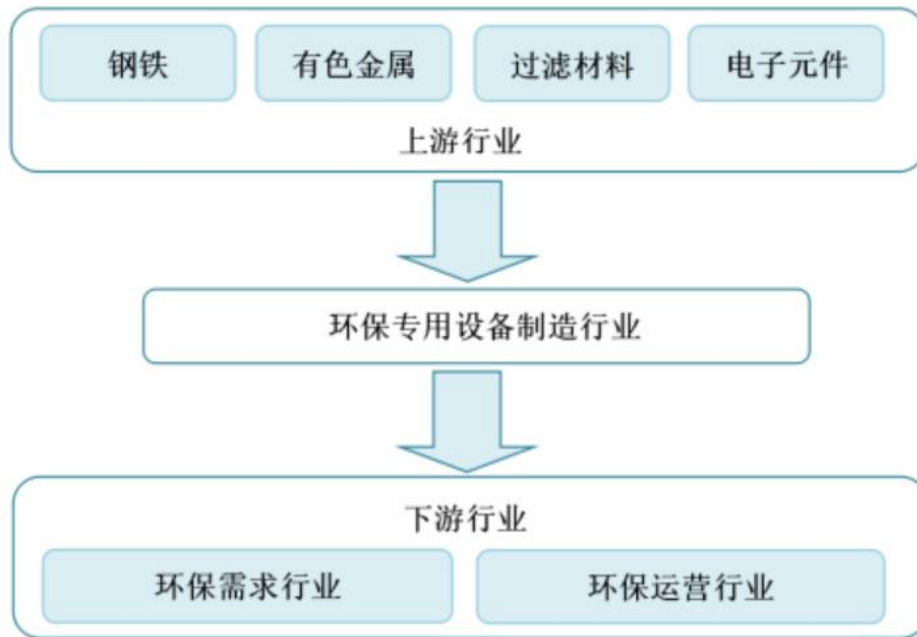 钢铁 有色金属 过滤材料 电子元件
上游行业
环保专用设备制造行业
下游行业
环保需求行业 环保运营行业